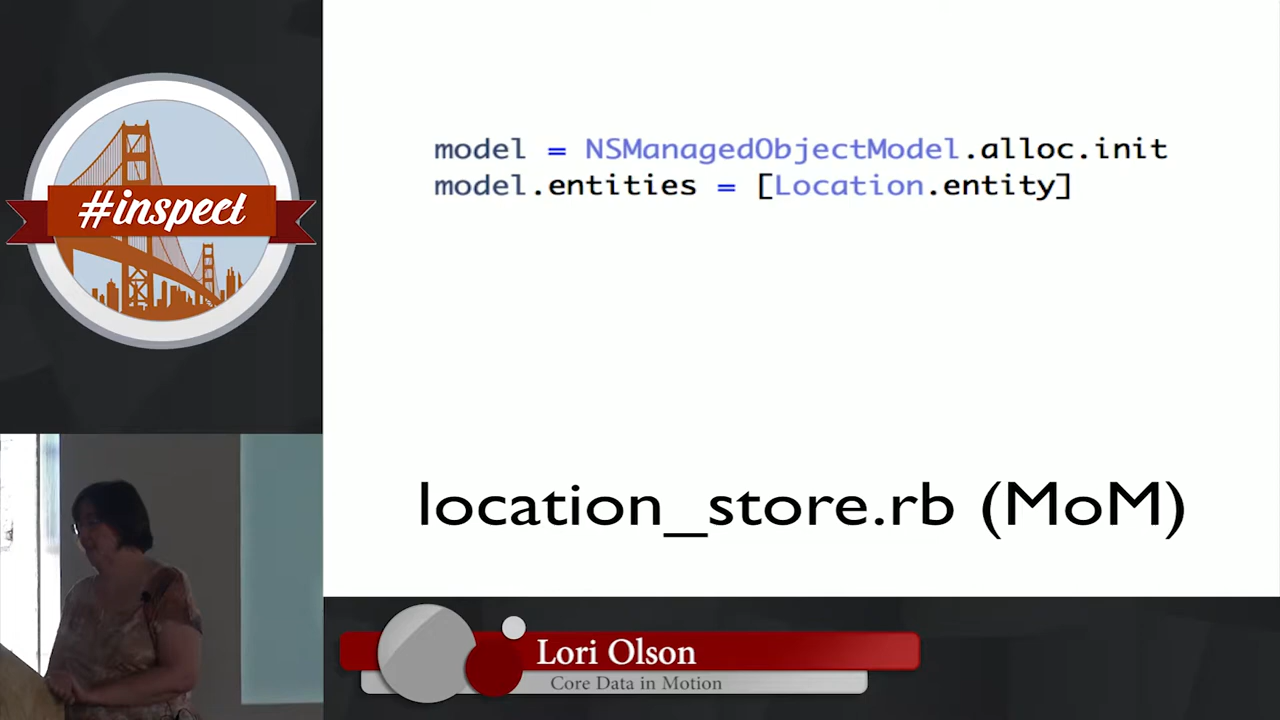 #inspect
model = NSManagedObjectModel.alloc.init
model.entities = [Location.entity]
location_store.rb (MoM)
Lori Olson
Core Data in Motion